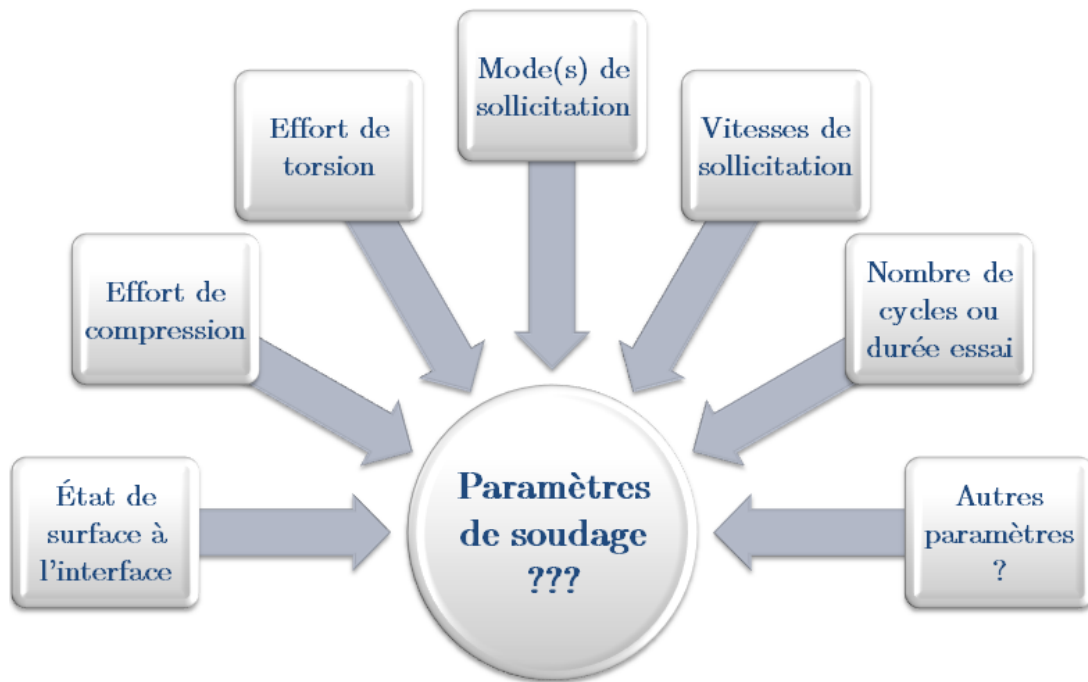 Mode(s) de
sollicitation
Effort de
torsion
Vitesses de
sollicitation
Effort de
compression
Nombre de
cycles ou
durée essai
État de
surface à
l'interface
Paramètres
de soudage
???
Autres
paramètres
?